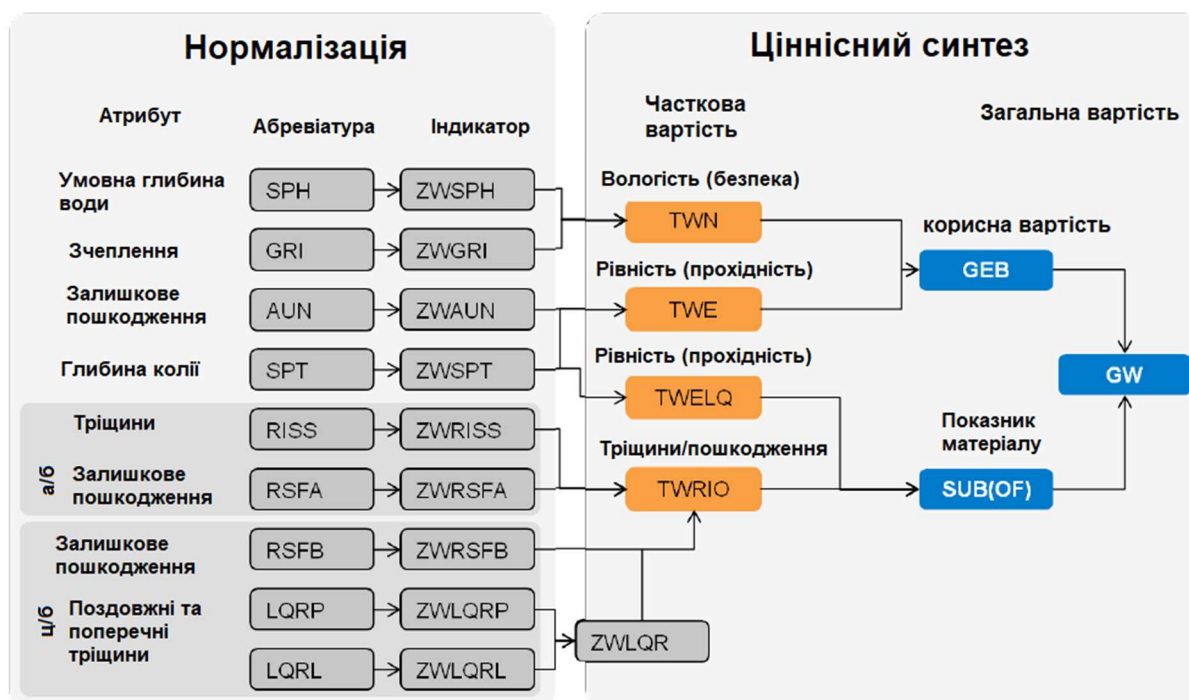 Нормалізація
Ціннісний синтез
Атрибут
Абревіатура
Індикатор
Часткова
вартість
Загальна вартість
Умовна глибина
води
SPH
ZWSPH
Вологість (безпека)
TWN
Зчеплення
GRI
ZWGRI
корисна вартість
GEB
Залишкове
пошкодження
AUN
ZWAUN
Рівність (прохідність)
TWE
Глибина колії
SPT
ZWSPT
Рівність (прохідність)
TWELQ
GW
а/б
Тріщини
RISS
ZWRISS
Залишкове
пошкодження
RSFA
ZWRSFA
Тріщини/пошкодження
TWRIO
Показник
матеріалу
SUB(OF)
ц/б
Залишкове
пошкодження
RSFB
ZWRSFB
Поздовжні та
поперечні
тріщини
LQRP
ZWLQRP
LQRL
ZWLQRL
ZWLQR